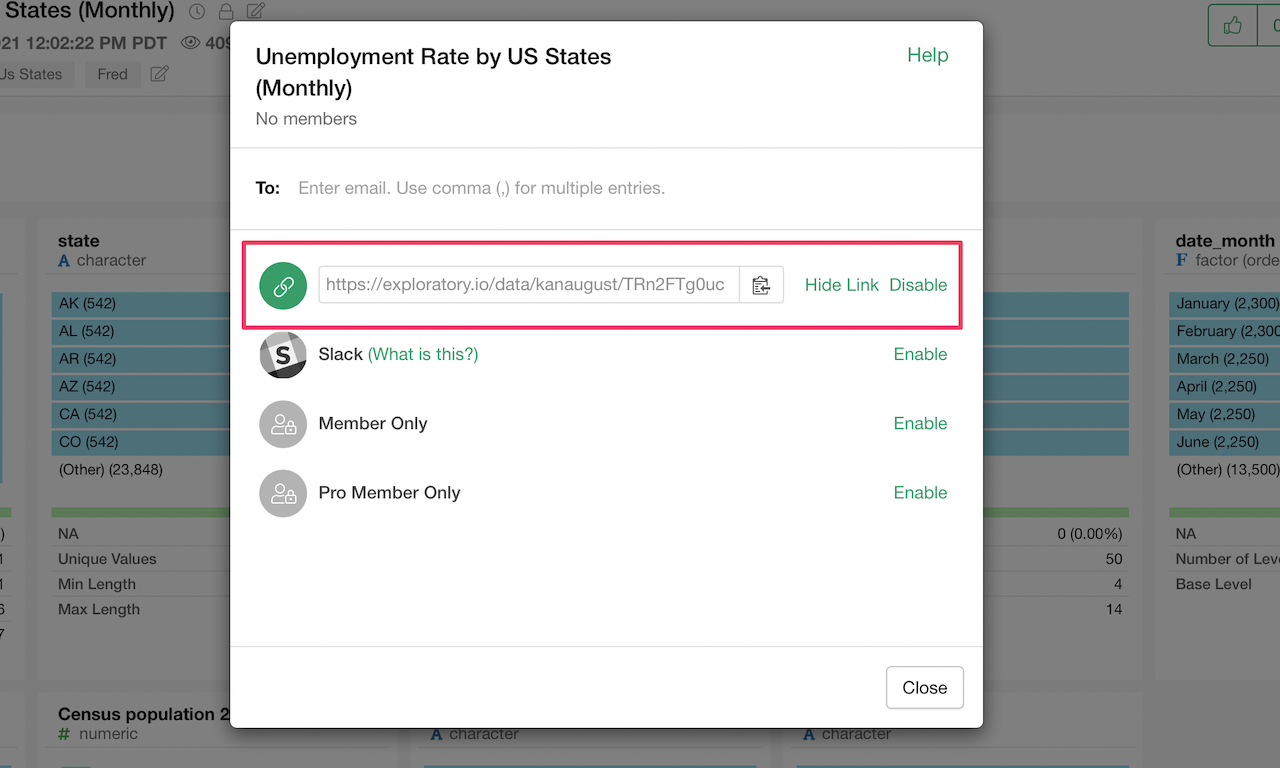 States (Monthly)
21 12:02:22 PM PDT
Us States
Fred
Unemployment Rate by US States
(Monthly)
No members
Help
To: Enter email. Use comma (,) for multiple entries.
https://exploratory.io/data/kanaugust/TRn2FTg0uc
Hide Link Disable
Slack (What is this?)
Enable
Member Only
Enable
Pro Member Only
Enable
Close
state
A character
AK (542)
AL (542)
AR (542)
AZ (542)
CA (542)
CO (542)
(Other) (23,848)
NA
Unique Values
Min Length
Max Length
0 (0.00%)
50
4
14
date_month
F factor (orde
January (2,300)
February (2,300
March (2,250)
April (2,250)
May (2,250)
June (2,250)
(Other) (13,500)
NA
Number of Lev
Base Level
Census population 2
# numeric
A character
A character